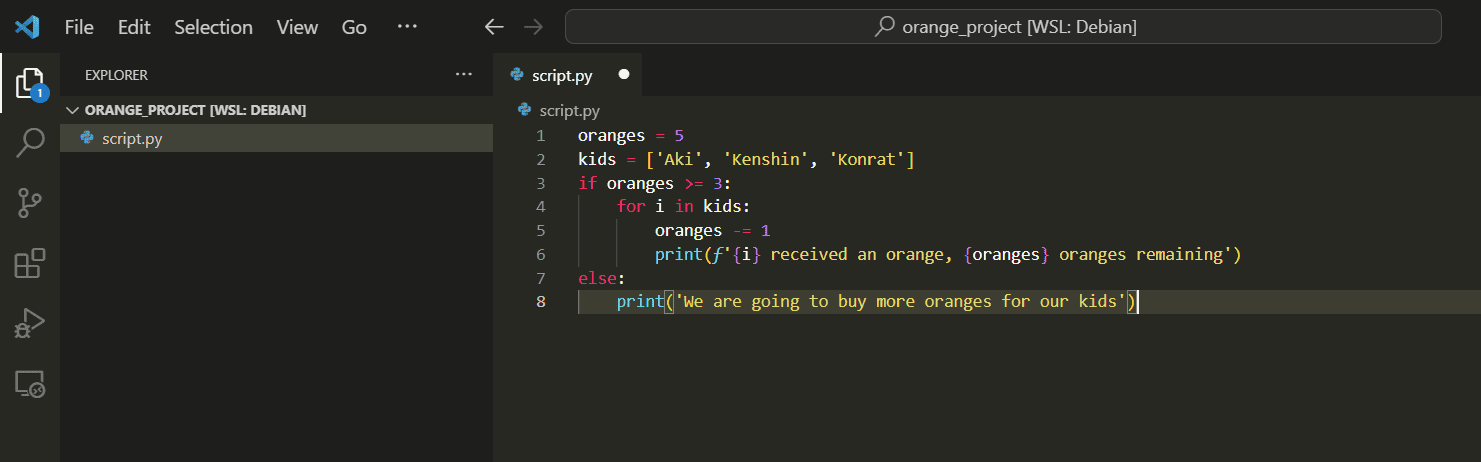 File Edit Selection View Go ··· orange_project [WSL: Debian]
EXPLORER ···
1
ORANGE_PROJECT [WSL: DEBIAN]
script.py
script.py
script.py
1 oranges = 5
2 kids = ['Aki', 'Kenshin', 'Konrat']
3 if oranges >= 3:
4     for i in kids:
5         oranges -= 1
6         print(f'{i} received an orange, {oranges} oranges remaining')
7 else:
8     print('We are going to buy more oranges for our kids')